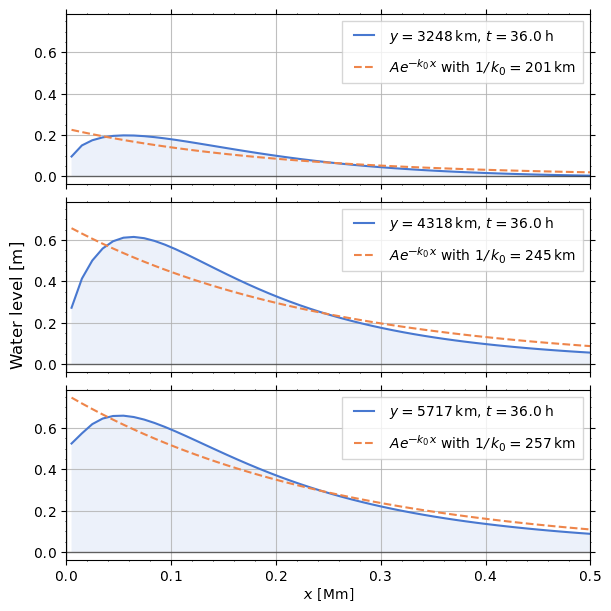 y = 3248 km, t = 36.0 h
Ae^{-k_0x} with 1/k_0 = 201 km
0.6
0.4
0.2
0.0
y = 4318 km, t = 36.0 h
Ae^{-k_0x} with 1/k_0 = 245 km
0.6
0.4
0.2
0.0
Water level [m]
y = 5717 km, t = 36.0 h
Ae^{-k_0x} with 1/k_0 = 257 km
0.6
0.4
0.2
0.0
0.0 0.1 0.2 0.3 0.4 0.5
x [Mm]